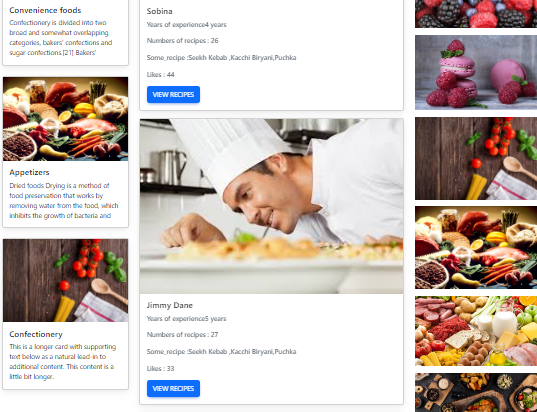 Convenience foods
Confectionery is divided into two
broad and somewhat overlapping
categories, bakers' confections and
sugar confections.[21] Bakers'
Appetizers
Dried foods Drying is a method of
food preservation that works by
removing water from the food, which
inhibits the growth of bacteria and
Confectionery
This is a longer card with supporting
text below as a natural lead-in to
additional content. This content is a
little bit longer.
Sobina
Years of experience4 years
Numbers of recipes : 26
Some_recipe :Seekh Kebab ,Kacchi Biryani,Puchka
Likes : 44
VIEW RECIPES
Jimmy Dane
Years of experience5 years
Numbers of recipes : 27
Some_recipe :Seekh Kebab ,Kacchi Biryani,Puchka
Likes : 33
VIEW RECIPES